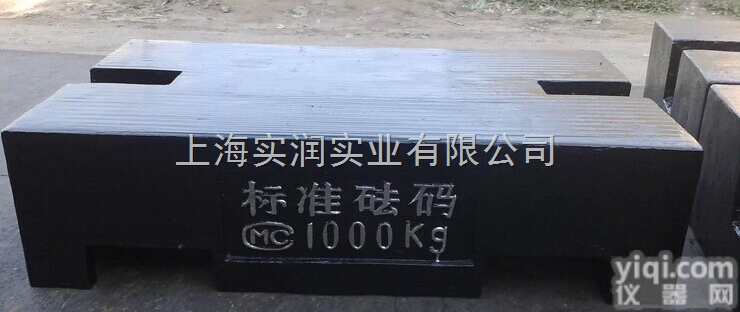 上海实润实业有限公司
标准砝码
MC 1000Kg
yiqi.com
仪器网